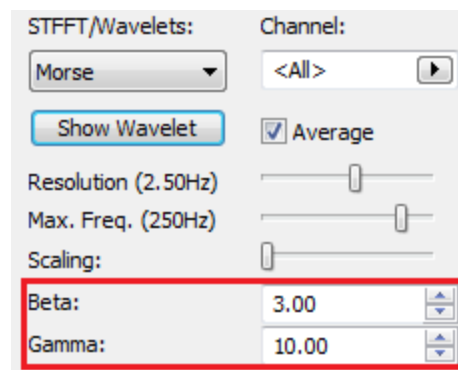 STFFT/Wavelets: Channel:
Morse <All>
Show Wavelet Average
Resolution (2.50Hz)
Max. Freq. (250Hz)
Scaling:
Beta: 3.00
Gamma: 10.00